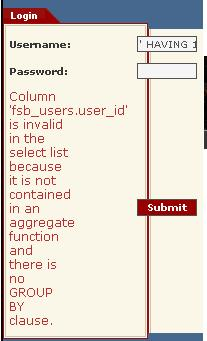 Login
Username:
' HAVING 1
Password:
Column
'fsb_users.user_id'
is invalid
in the
select list
because
it is not
contained
in an
aggregate
function
and
there is
no
GROUP
BY
clause.
Submit